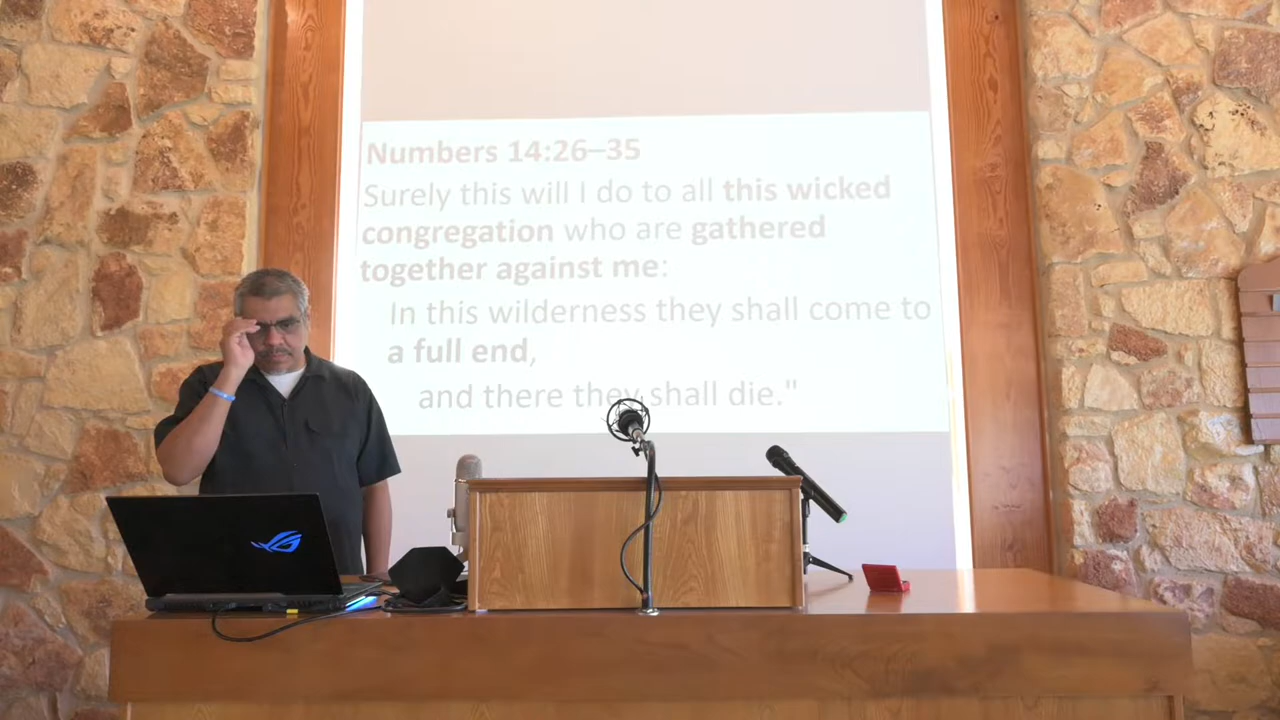 Numbers 14:26–35
Surely this will I do to all this wicked
congregation who are gathered
together against me:
In this wilderness they shall come to
a full end,
and there they shall die."